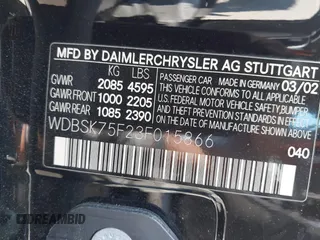 MFD BY DAIMLERCHRYSLER AG STUTTGART
KG LBS
GVWR 2085 4595
GAWR FRONT 1000 2205
GAWR REAR 1085 2390
PASSENGER CAR MADE IN GERMANY 03/02
THIS VEHICLE CONFORMS TO ALL
APPLICABLE U.S. FEDERAL MOTOR
VEHICLE SAFETY, BUMPER AND
THEFT PREVENTION STANDARDS
IN EFFECT ON THE DATE OF
MANUFACTURE SHOWN ABOVE
WDBSK75F23F015866
040
DREAMBID